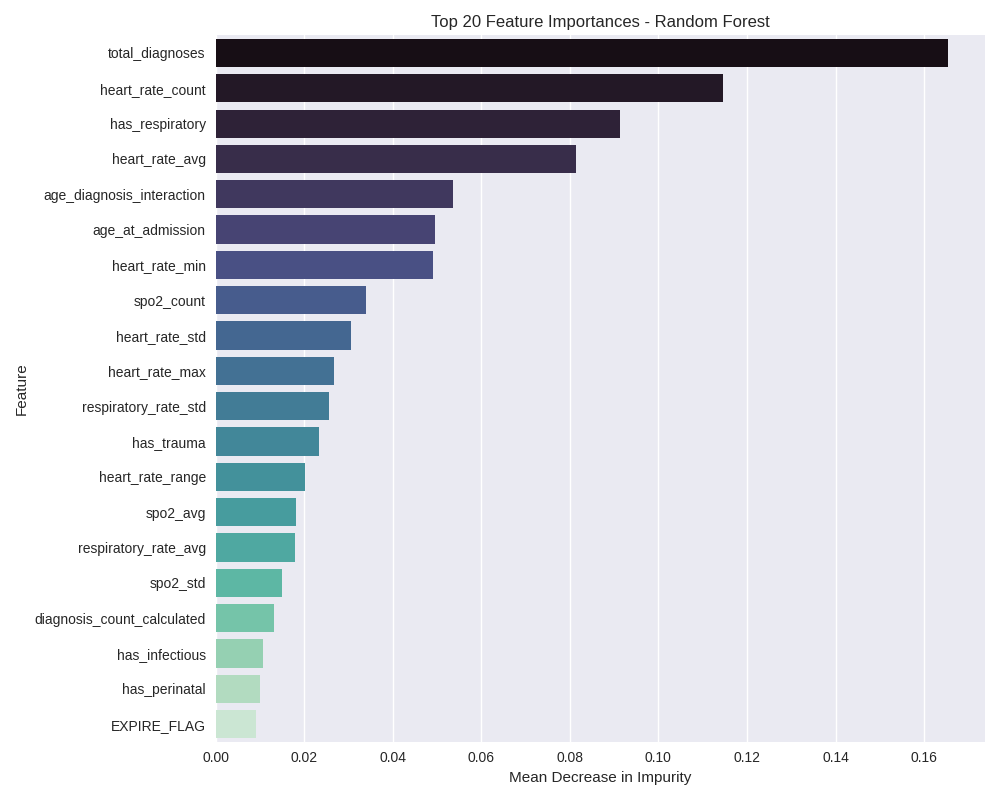 Top 20 Feature Importances - Random Forest
total_diagnoses
heart_rate_count
has_respiratory
heart_rate_avg
age_diagnosis_interaction
age_at_admission
heart_rate_min
spo2_count
heart_rate_std
heart_rate_max
respiratory_rate_std
has_trauma
heart_rate_range
spo2_avg
respiratory_rate_avg
spo2_std
diagnosis_count_calculated
has_infectious
has_perinatal
EXPIRE_FLAG
Feature
0.00 0.02 0.04 0.06 0.08 0.10 0.12 0.14 0.16
Mean Decrease in Impurity